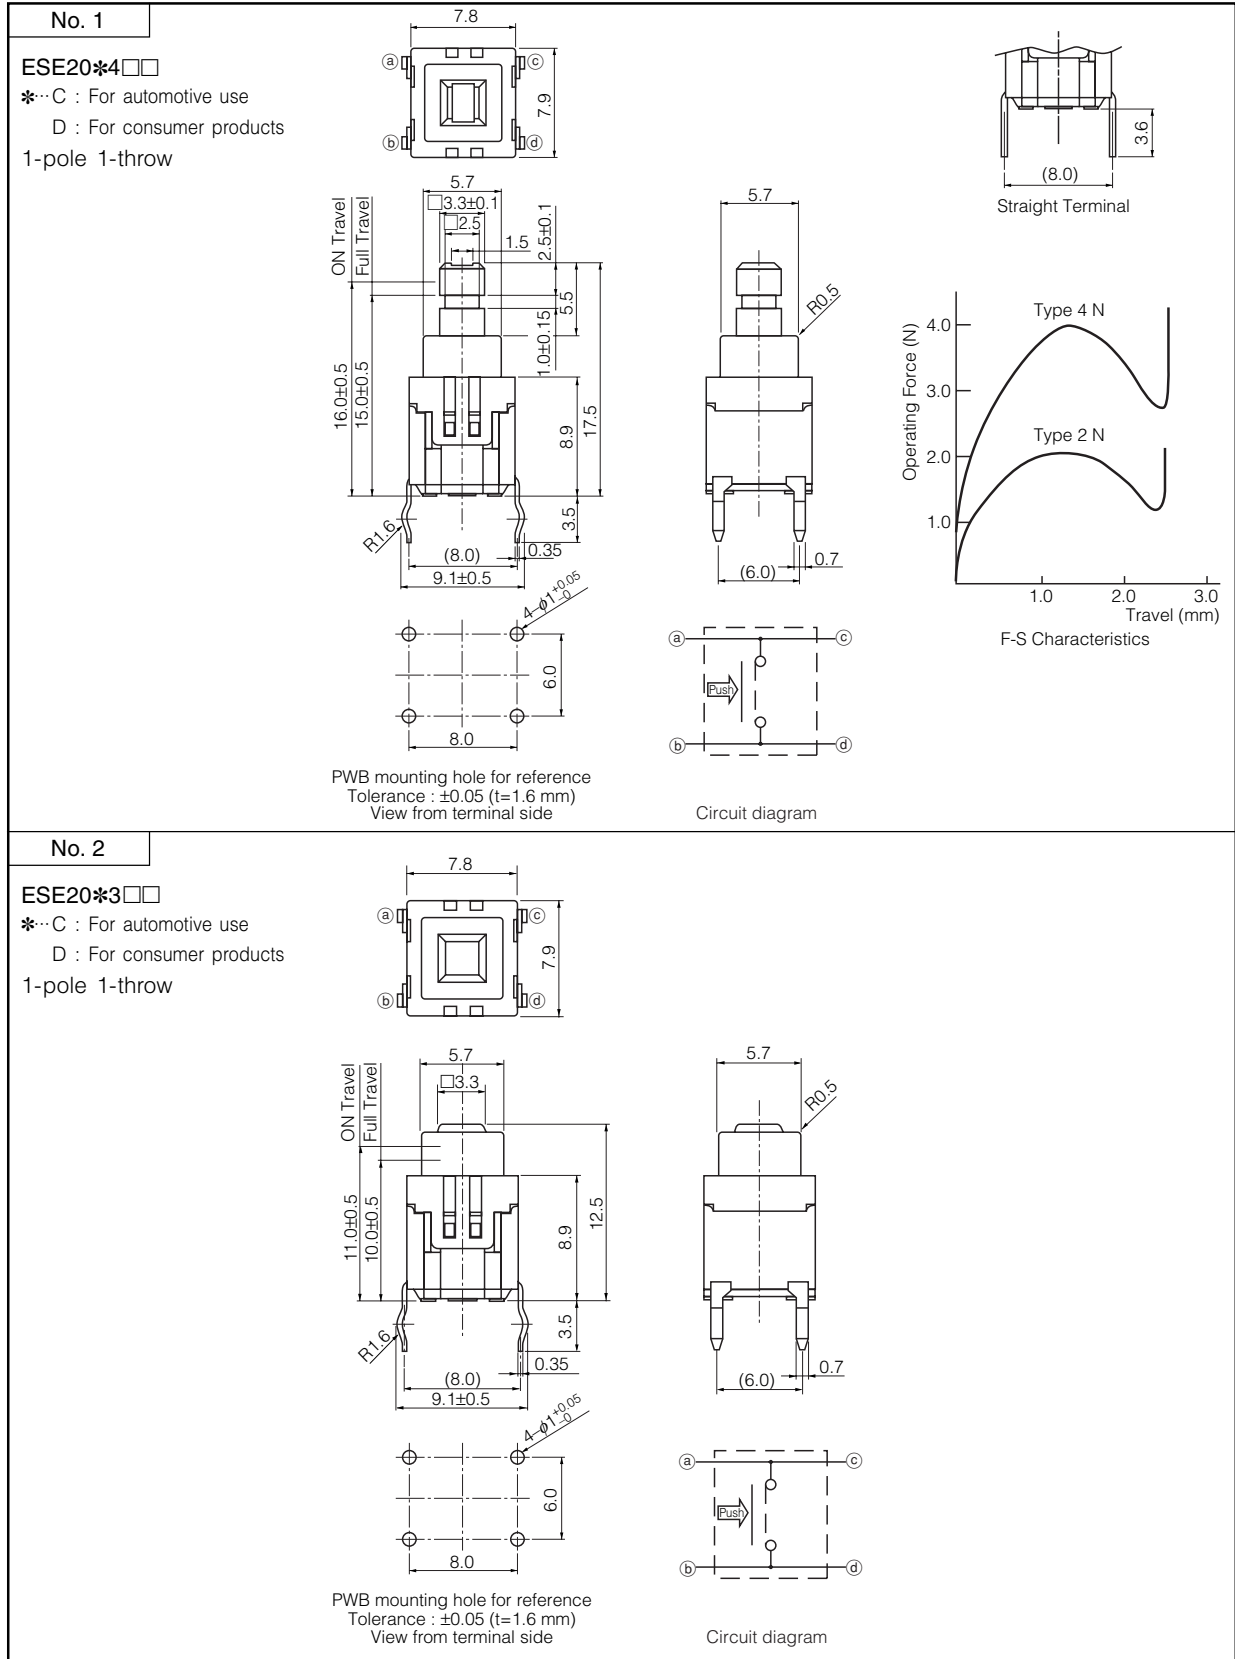 No. 1
ESE20✽4□□
✽…C : For automotive use
D : For consumer products
1-pole 1-throw
7.8
ⓐ
ⓒ
7.9
ⓑ
ⓓ
5.7
□3.3±0.1
□2.5
1.5
2.5±0.1
ON Travel
Full Travel
5.5
1.0±0.15
16.0±0.5
15.0±0.5
8.9
17.5
R1.6
3.5
(8.0)
0.35
9.1±0.5
5.7
R0.5
(6.0)
0.7
3.6
(8.0)
Straight Terminal
Operating Force (N)
4.0
3.0
2.0
1.0
Type 4 N
Type 2 N
1.0
2.0
3.0
Travel (mm)
F-S Characteristics
4-ϕ1+0.05 -0
6.0
8.0
PWB mounting hole for reference
Tolerance : ±0.05 (t=1.6 mm)
View from terminal side
ⓐ
ⓒ
Push
ⓑ
ⓓ
Circuit diagram
No. 2
ESE20✽3□□
✽…C : For automotive use
D : For consumer products
1-pole 1-throw
7.8
ⓐ
ⓒ
7.9
ⓑ
ⓓ
5.7
□3.3
ON Travel
Full Travel
11.0±0.5
10.0±0.5
8.9
12.5
R1.6
3.5
0.35
(8.0)
9.1±0.5
5.7
R0.5
(6.0)
0.7
4-ϕ1+0.05 -0
6.0
8.0
PWB mounting hole for reference
Tolerance : ±0.05 (t=1.6 mm)
View from terminal side
ⓐ
ⓒ
Push
ⓑ
ⓓ
Circuit diagram